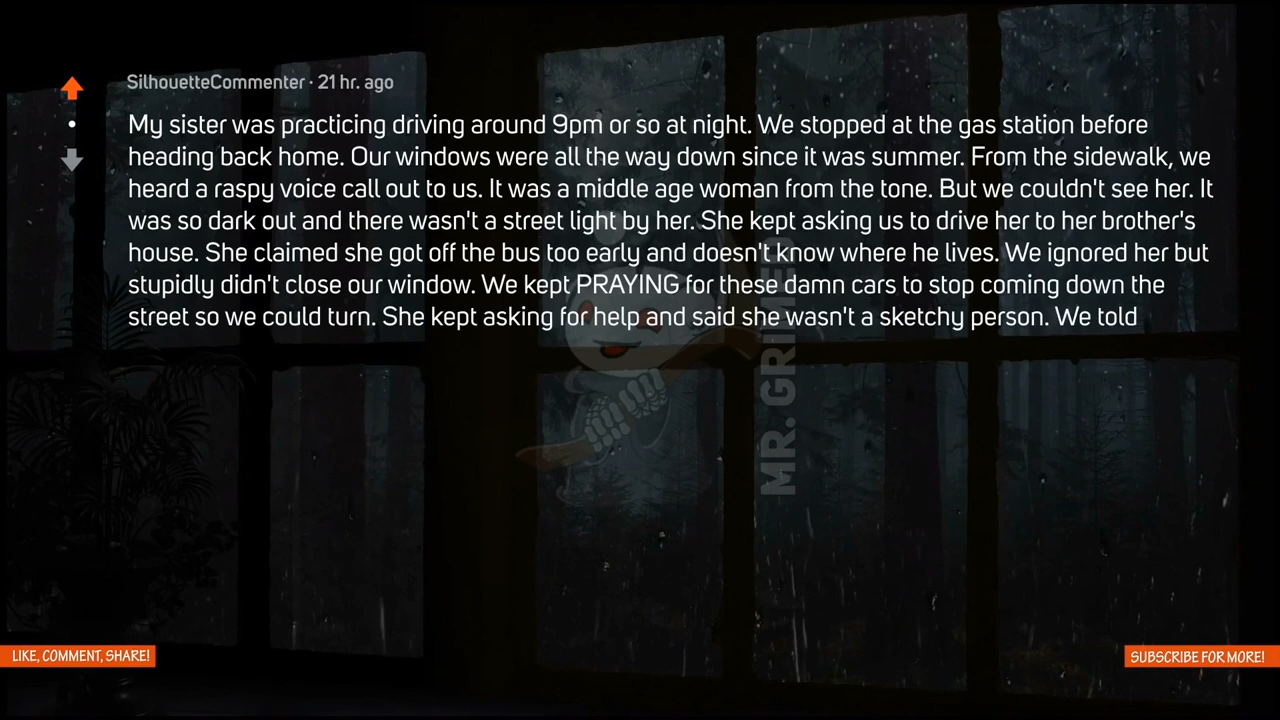 SilhouetteCommenter · 21 hr. ago
My sister was practicing driving around 9pm or so at night. We stopped at the gas station before
heading back home. Our windows were all the way down since it was summer. From the sidewalk, we
heard a raspy voice call out to us. It was a middle age woman from the tone. But we couldn't see her. It
was so dark out and there wasn't a street light by her. She kept asking us to drive her to her brother's
house. She claimed she got off the bus too early and doesn't know where he lives. We ignored her but
stupidly didn't close our window. We kept PRAYING for these damn cars to stop coming down the
street so we could turn. She kept asking for help and said she wasn't a sketchy person. We told
MR. GRIMED
LIKE, COMMENT, SHARE!
SUBSCRIBE FOR MORE!